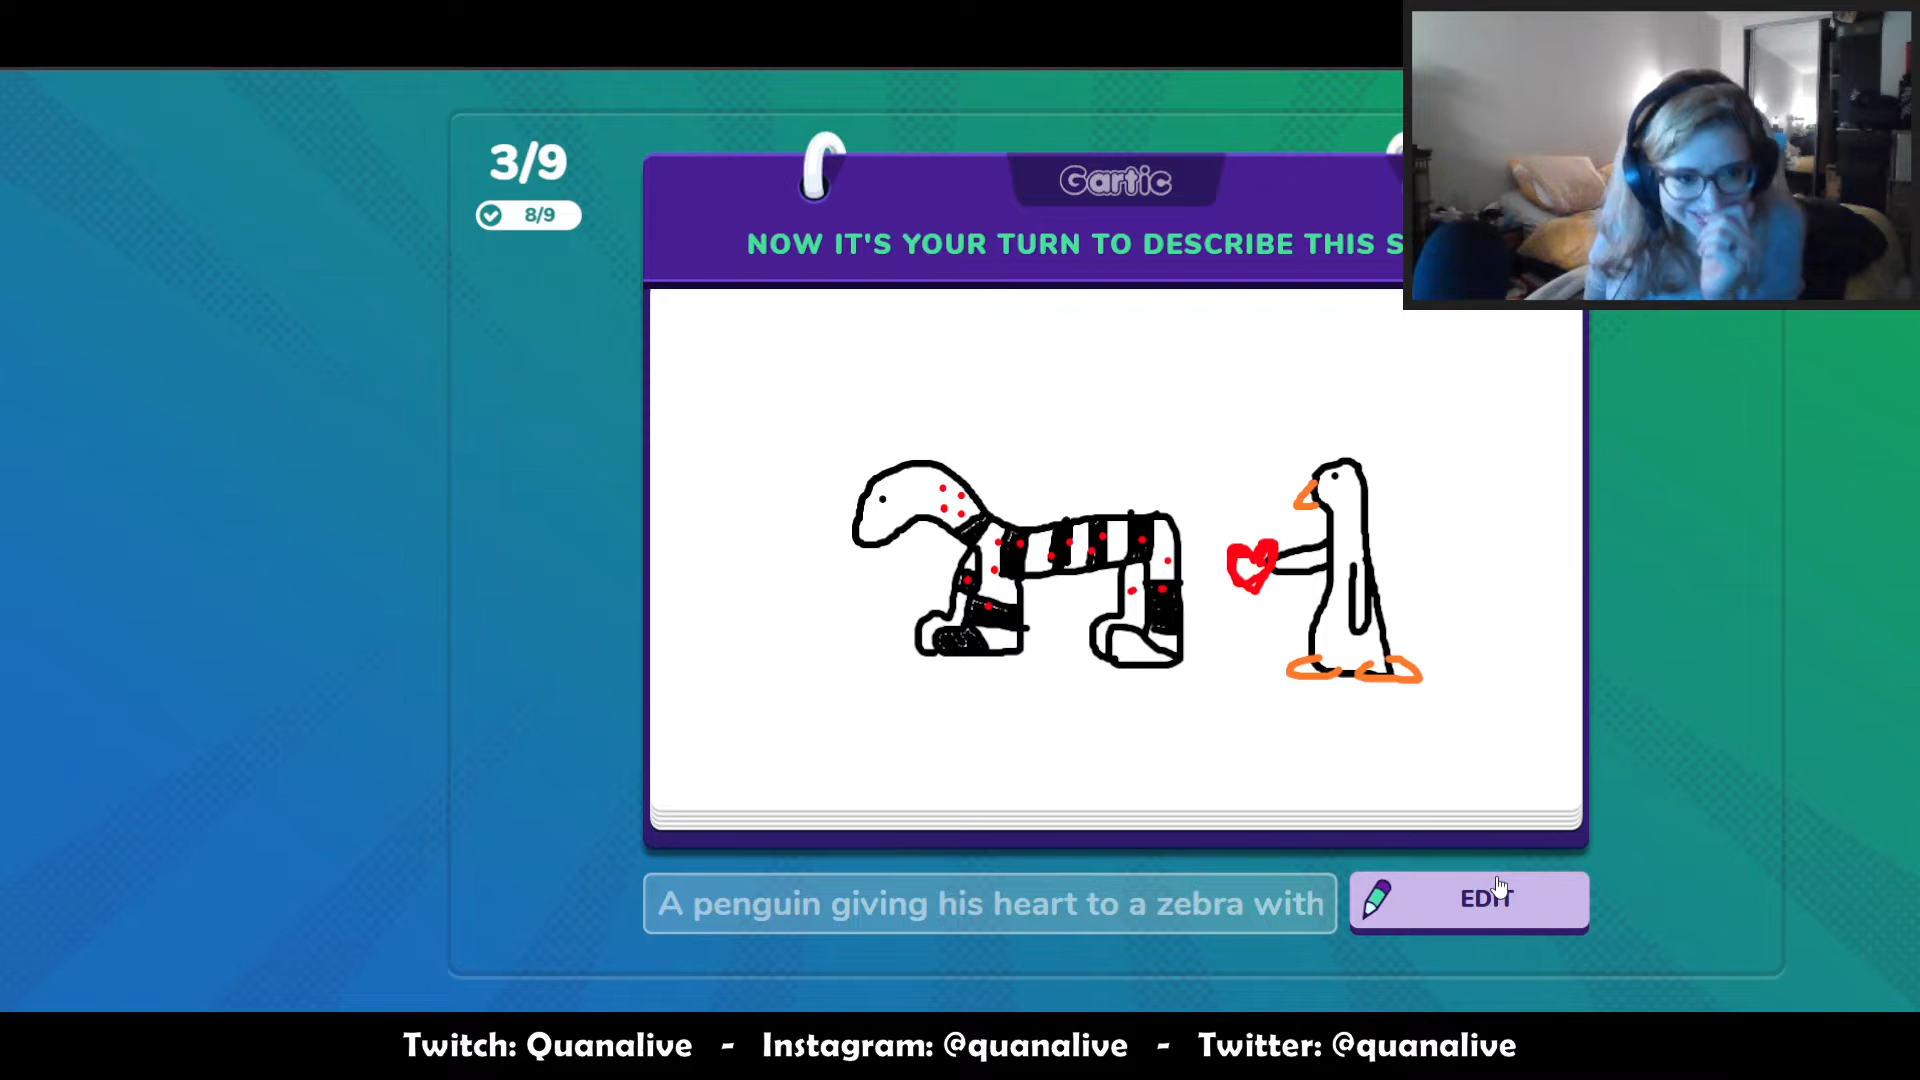 3/9
8/9
Gartic
NOW IT'S YOUR TURN TO DESCRIBE THIS S
A penguin giving his heart to a zebra with
EDIT
Twitch: Quanalive - Instagram: @quanalive - Twitter: @quanalive